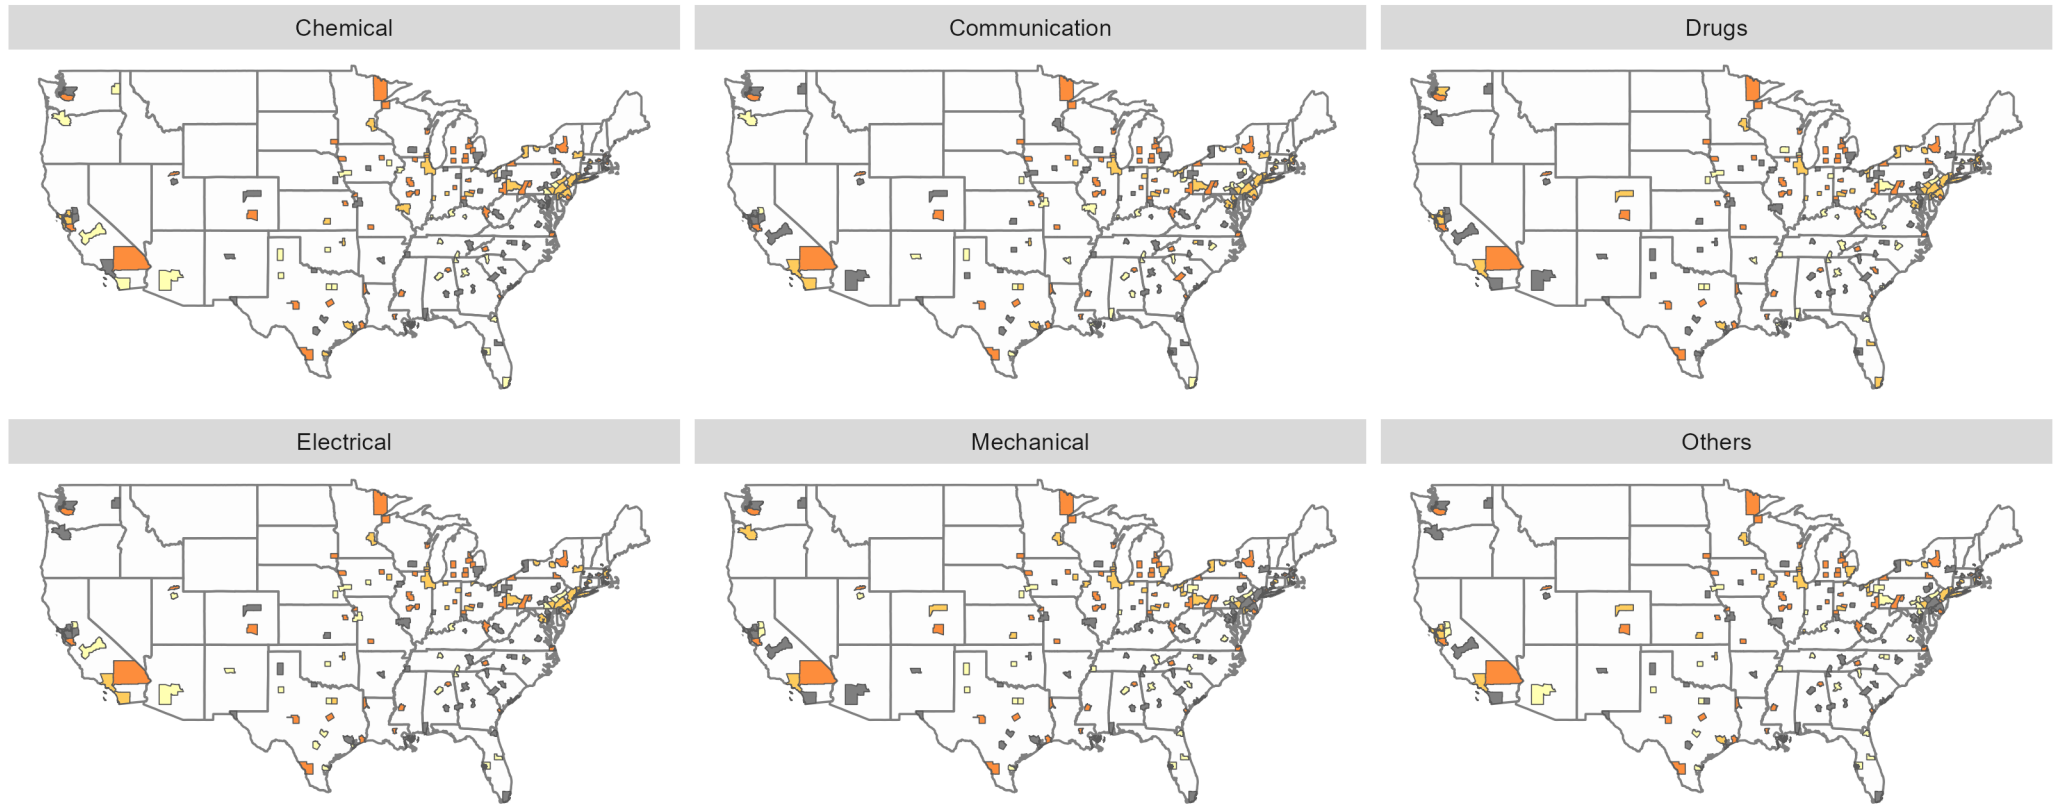 Chemical
Communication
Drugs
Electrical
Mechanical
Others